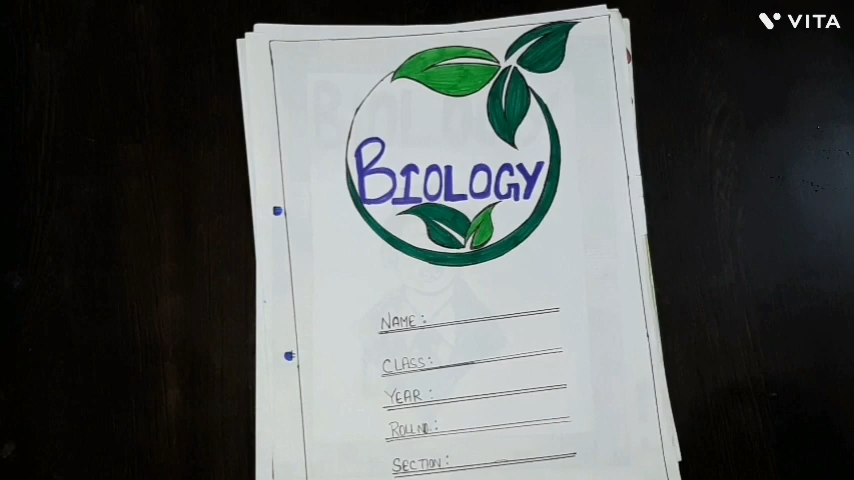 VITA
BIOLOGY
NAME:
CLASS:
YEAR:
ROLL NO.:
SECTION: